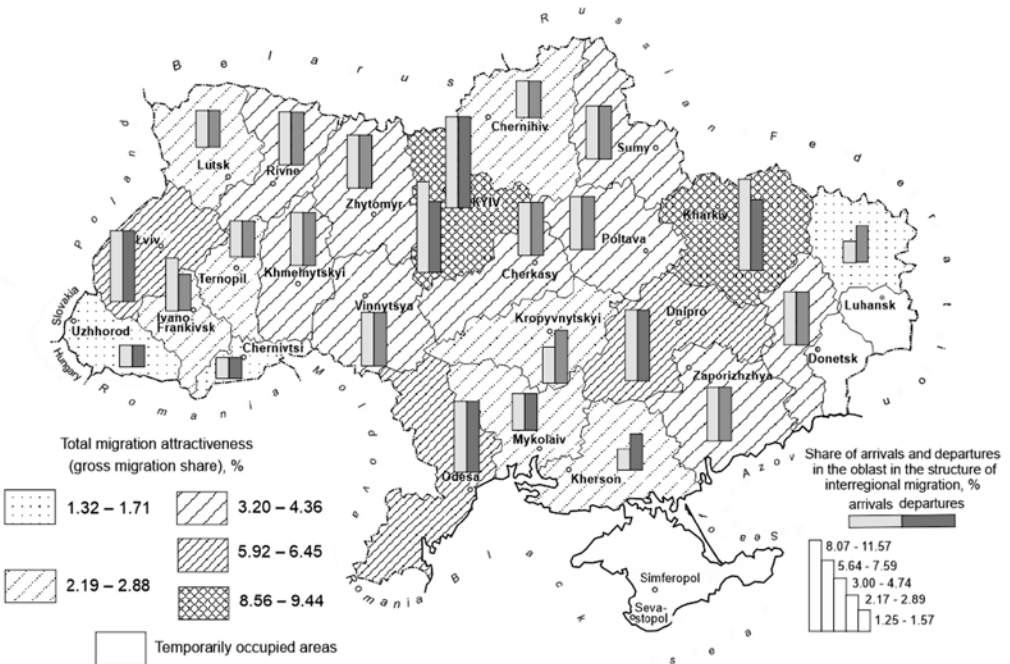 Russian Federation
Belarus
Poland
Slovakia
Hungary
Romania
Moldova
Romania
Black Sea
Sea of Azov
Chernihiv
Sumy
Lutsk
Rivne
Zhytomyr
KYIV
Kharkiv
Lviv
Ternopil
Khmelnytskyi
Cherkasy
Poltava
Luhansk
Uzhhorod
Ivano
Frankivsk
Vinnytsya
Kropyvnytskyi
Dnipro
Chernivtsi
Donetsk
Zaporizhzhya
Mykolaiv
Odesa
Kherson
Simferopol
Seva-
stopol
Total migration attractiveness
(gross migration share), %
1.32 – 1.71
2.19 – 2.88
3.20 – 4.36
5.92 – 6.45
8.56 – 9.44
Temporarily occupied areas
Share of arrivals and departures
in the oblast in the structure of
interregional migration, %
arrivals departures
8.07 - 11.57
5.64 - 7.59
3.00 - 4.74
2.17 - 2.89
1.25 - 1.57